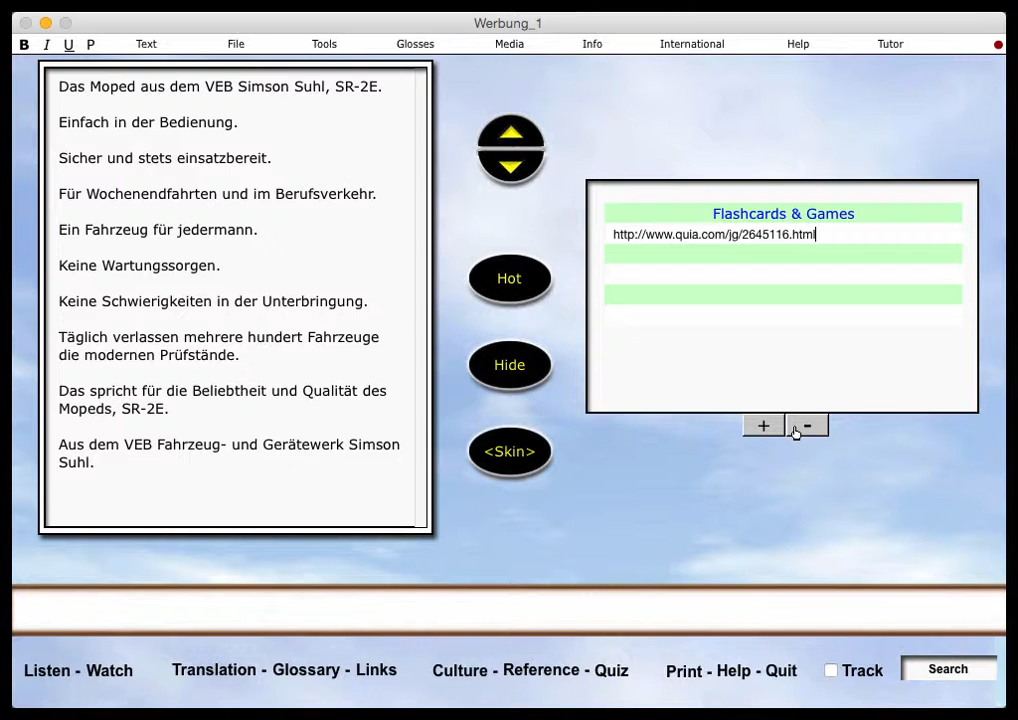 Werbung_1
B I U P Text File Tools Glosses Media Info International Help Tutor
Das Moped aus dem VEB Simson Suhl, SR-2E.
Einfach in der Bedienung.
Sicher und stets einsatzbereit.
Für Wochenendfahrten und im Berufsverkehr.
Ein Fahrzeug für jedermann.
Keine Wartungssorgen.
Keine Schwierigkeiten in der Unterbringung.
Täglich verlassen mehrere hundert Fahrzeuge
die modernen Prüfstände.
Das spricht für die Beliebtheit und Qualität des
Mopeds, SR-2E.
Aus dem VEB Fahrzeug- und Gerätewerk Simson
Suhl.
Hot
Hide
<Skin>
Flashcards & Games
http://www.quia.com/jg/2645116.html
+ -
Listen - Watch Translation - Glossary - Links Culture - Reference - Quiz Print - Help - Quit Track Search